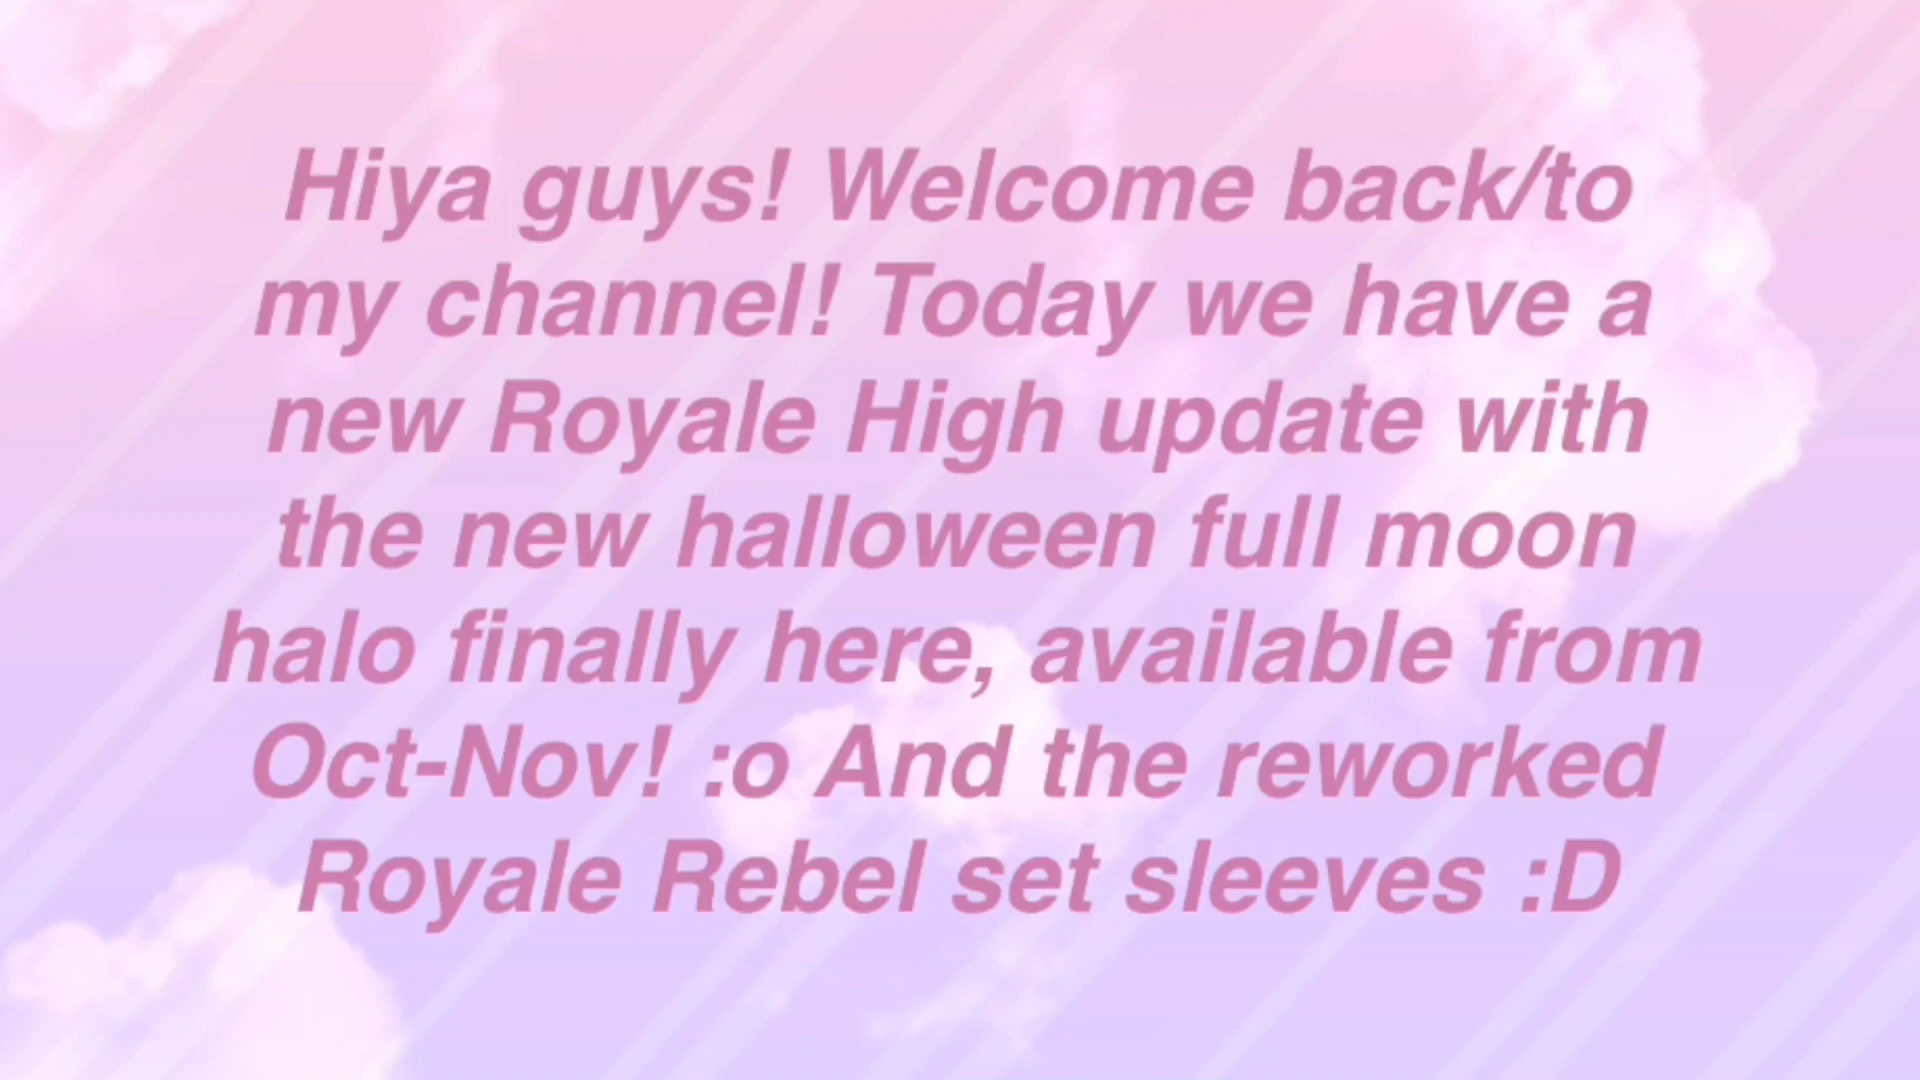 Hiya guys! Welcome back/to
my channel! Today we have a
new Royale High update with
the new halloween full moon
halo finally here, available from
Oct-Nov! :o And the reworked
Royale Rebel set sleeves :D